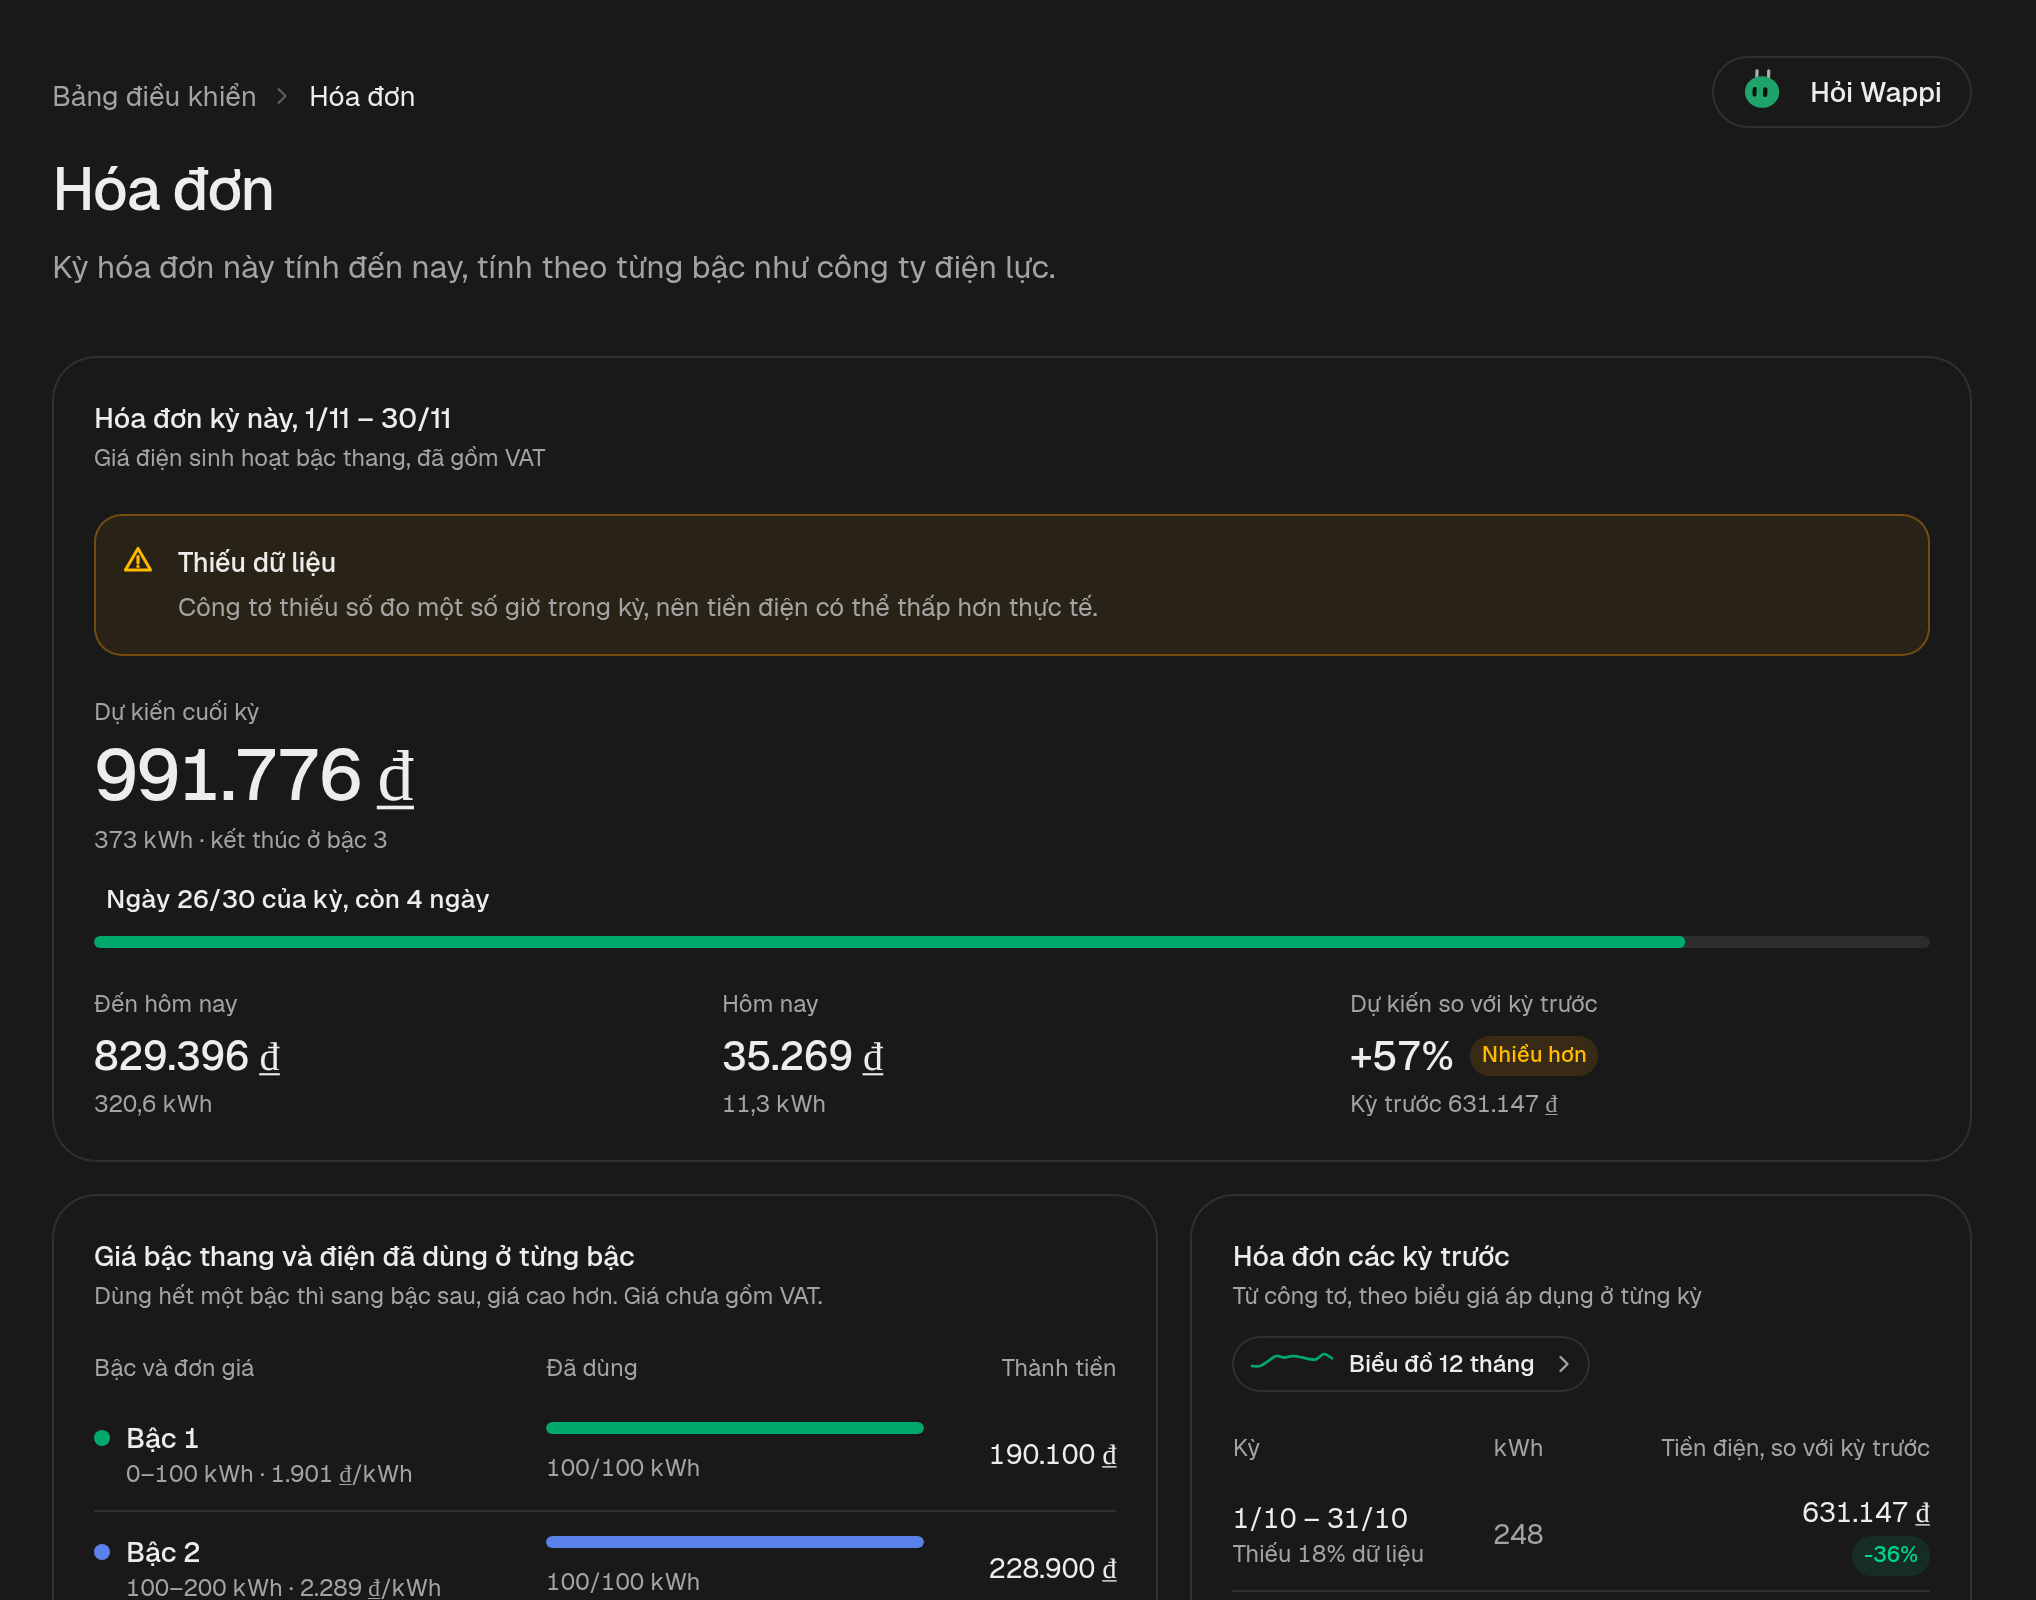 Bảng điều khiển > Hóa đơn
Hỏi Wappi
Hóa đơn
Kỳ hóa đơn này tính đến nay, tính theo từng bậc như công ty điện lực.
Hóa đơn kỳ này, 1/11 – 30/11
Giá điện sinh hoạt bậc thang, đã gồm VAT
Thiếu dữ liệu
Công tơ thiếu số đo một số giờ trong kỳ, nên tiền điện có thể thấp hơn thực tế.
Dự kiến cuối kỳ
991.776 ₫
373 kWh · kết thúc ở bậc 3
Ngày 26/30 của kỳ, còn 4 ngày
Đến hôm nay
829.396 ₫
320,6 kWh
Hôm nay
35.269 ₫
11,3 kWh
Dự kiến so với kỳ trước
+57% Nhiều hơn
Kỳ trước 631.147 ₫
Giá bậc thang và điện đã dùng ở từng bậc
Dùng hết một bậc thì sang bậc sau, giá cao hơn. Giá chưa gồm VAT.
Bậc và đơn giá Đã dùng Thành tiền
Bậc 1
0–100 kWh · 1.901 ₫/kWh
100/100 kWh
190.100 ₫
Bậc 2
100–200 kWh · 2.289 ₫/kWh
100/100 kWh
228.900 ₫
Hóa đơn các kỳ trước
Từ công tơ, theo biểu giá áp dụng ở từng kỳ
Biểu đồ 12 tháng
Kỳ kWh Tiền điện, so với kỳ trước
1/10 – 31/10
Thiếu 18% dữ liệu
248
631.147 ₫
-36%